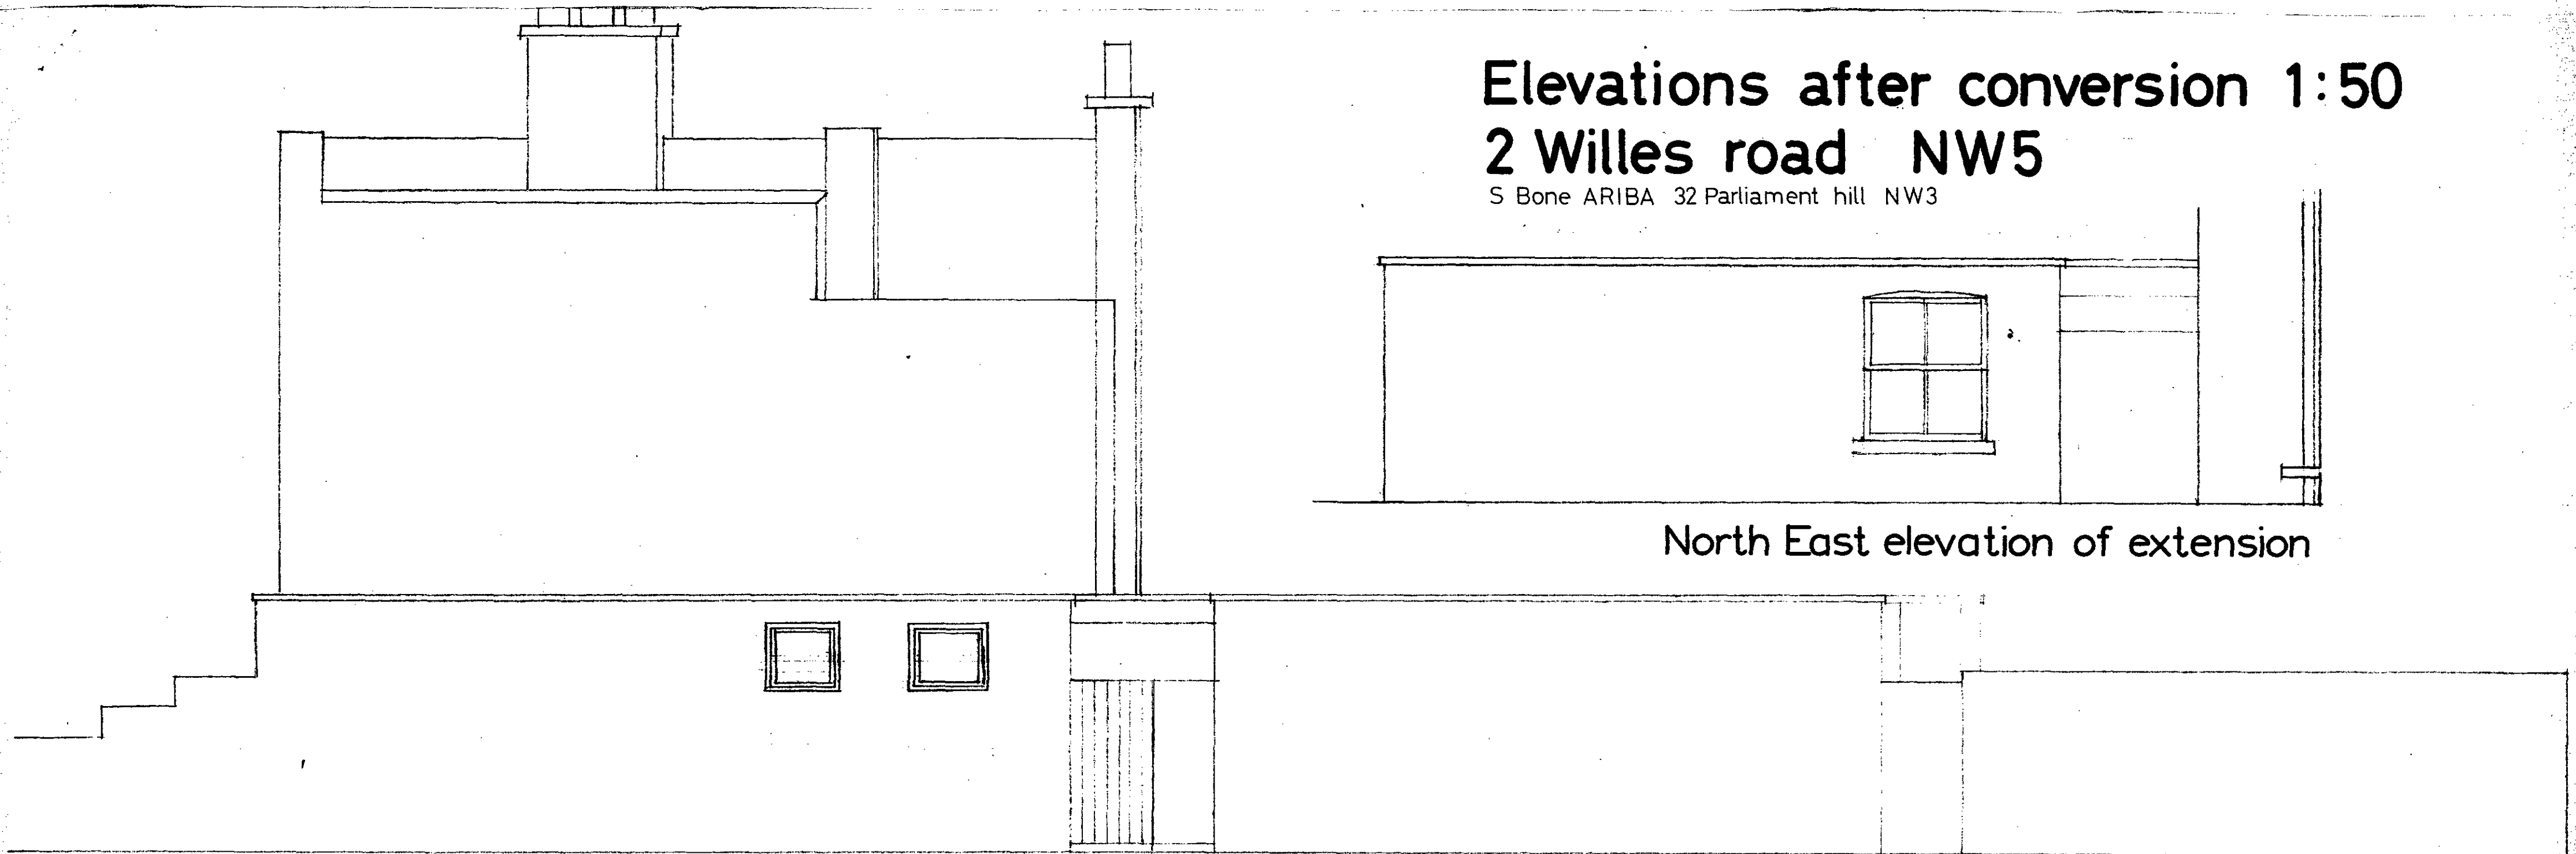 Elevations after conversion 1:50
2 Willes road NW5
S Bone ARIBA 32 Parliament hill NW3
North East elevation of extension